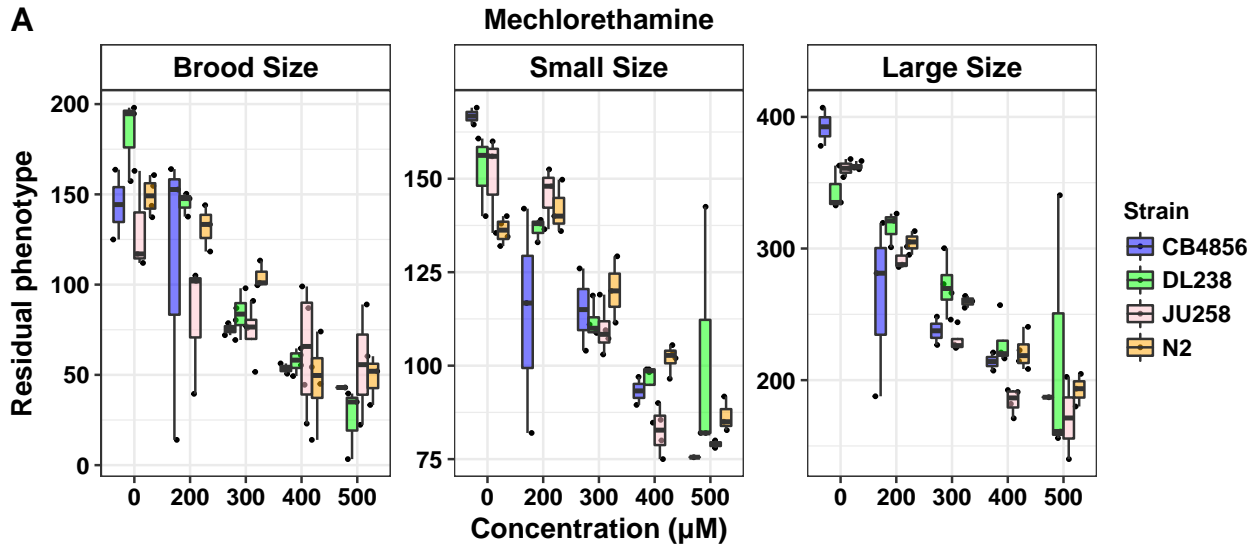 A
Mechlorethamine
Brood Size
Small Size
Large Size
Residual phenotype
200
150
100
50
0
150
125
100
75
400
300
200
0 200 300 400 500
0 200 300 400 500
0 200 300 400 500
Concentration (µM)
Strain
CB4856
DL238
JU258
N2